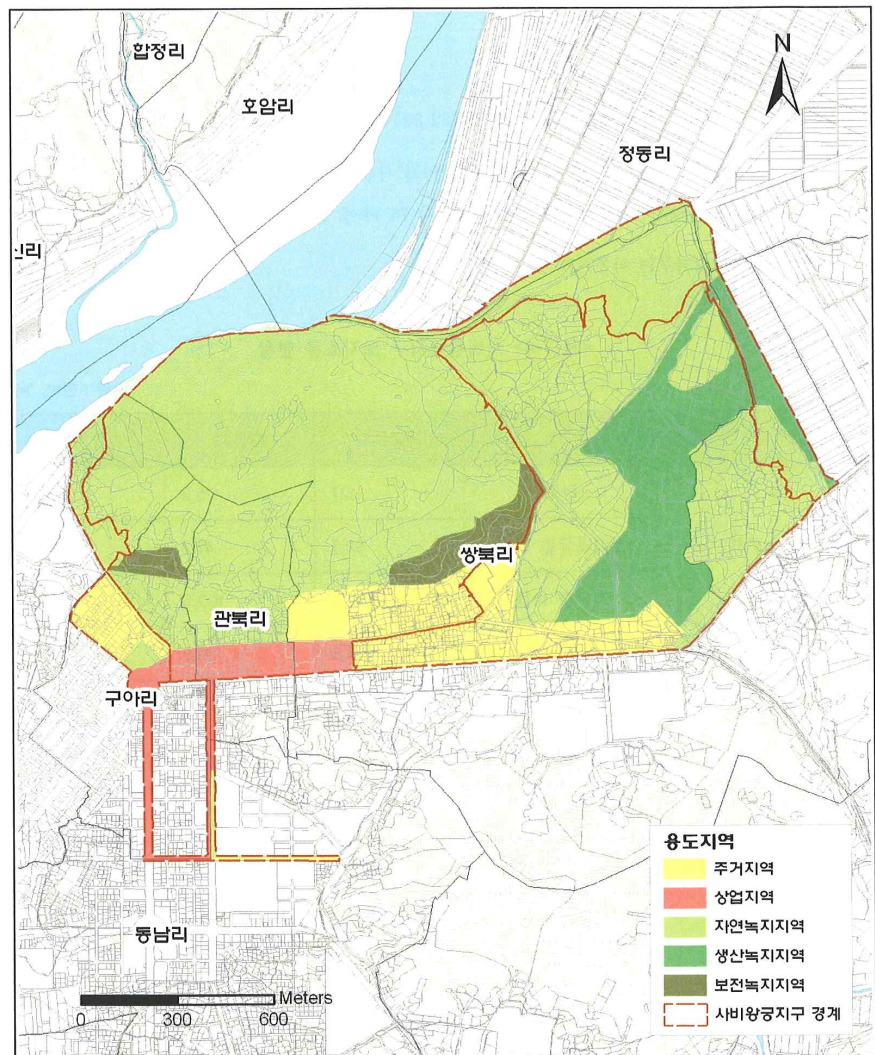 합정리
호암리
N
정동리
신리
쌍북리
관북리
구아리
동남리
용도지역
주거지역
상업지역
자연녹지지역
생산녹지지역
보전녹지지역
사비왕궁지구 경계
Meters
0 300 600